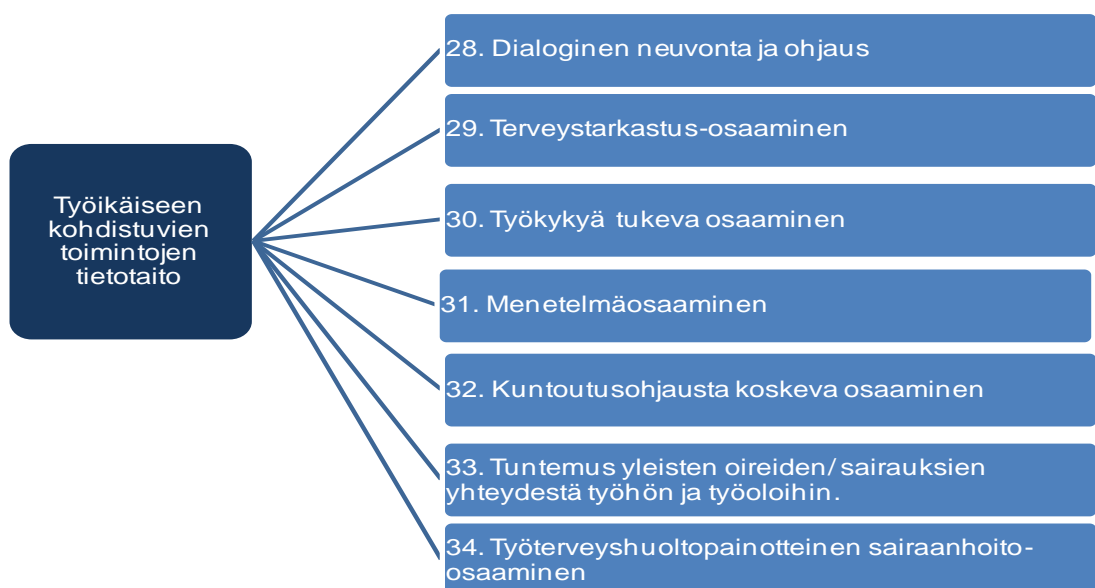 Työikäiseen
kohdistuvien
toimintojen
tietotaito
28. Dialoginen neuvonta ja ohjaus
29. Terveystarkastus-osaaminen
30. Työkykyä tukeva osaaminen
31. Menetelmäosaaminen
32. Kuntoutusohjausta koskeva osaaminen
33. Tuntemus yleisten oireiden/ sairauksien
yhteydestä työhön ja työoloihin.
34. Työterveyshuoltopainotteinen sairaanhoito-
osaaminen